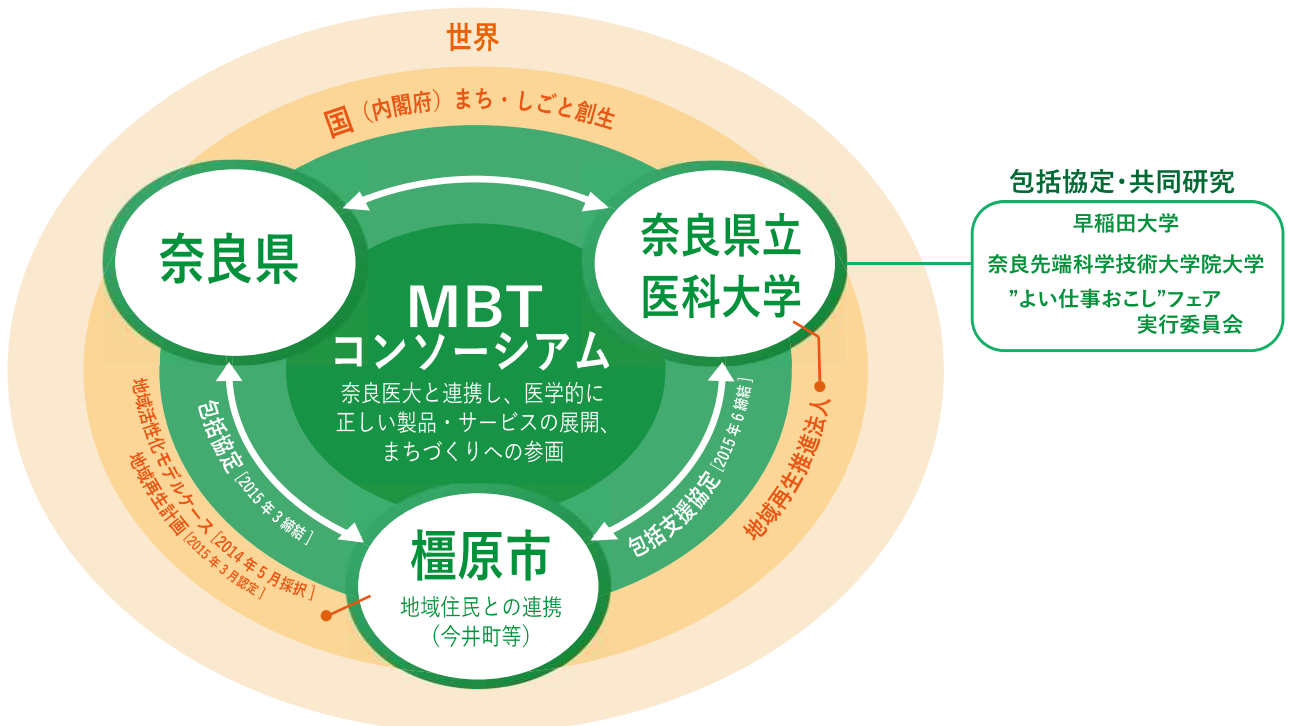 世界
国（内閣府）まち・しごと創生
奈良県
奈良県立
医科大学
包括協定・共同研究
早稲田大学
奈良先端科学技術大学院大学
”よい仕事おこし”フェア
実行委員会
MBT
コンソーシアム
奈良医大と連携し、医学的に
正しい製品・サービスの展開、
まちづくりへの参画
包括協定［2015年3締結］
包括支援協定［2015年6締結］
地域再生推進法人
地域活性化モデルケース［2014年5月採択］
地域再生計画［2015年3月認定］
橿原市
地域住民との連携
（今井町等）